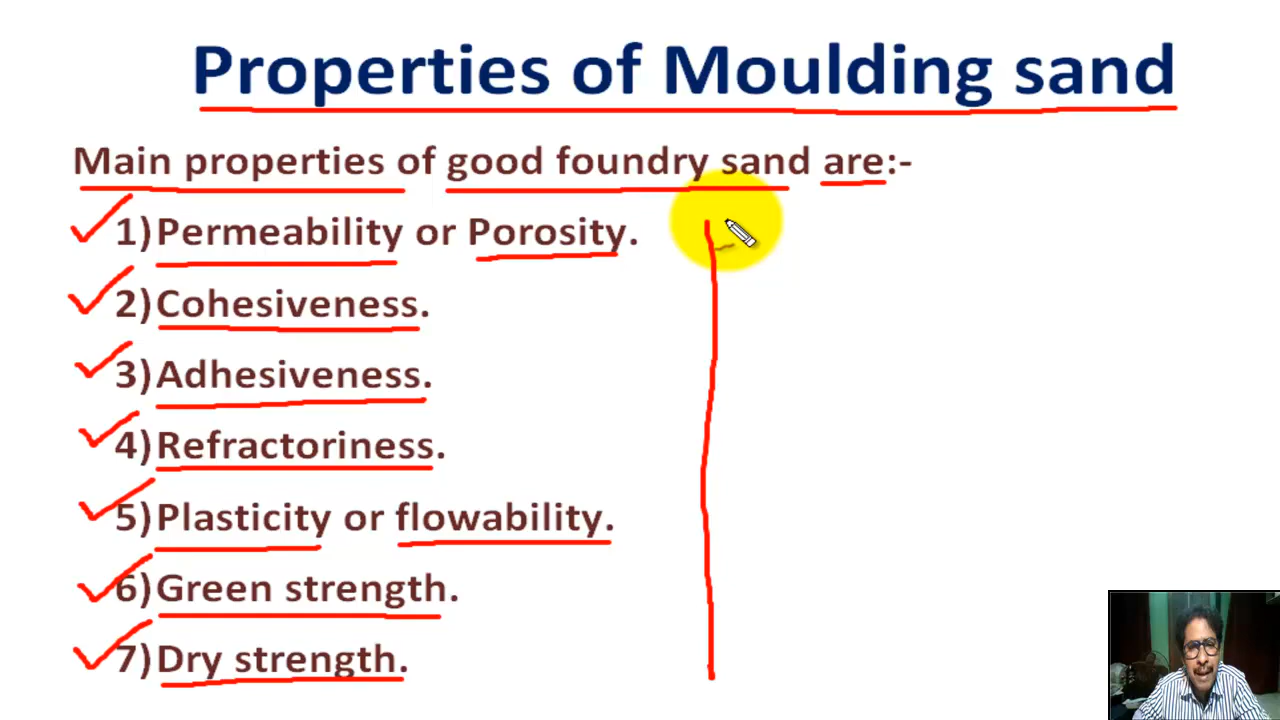 Properties of Moulding sand
Main properties of good foundry sand are:-
1) Permeability or Porosity.
2) Cohesiveness.
3) Adhesiveness.
4) Refractoriness.
5) Plasticity or flowability.
6) Green strength.
7) Dry strength.